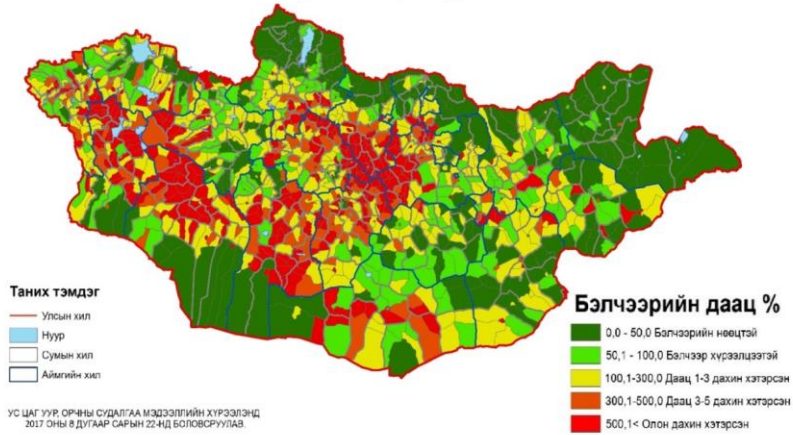 Таних тэмдэг
Улсын хил
Нуур
Сумын хил
Аймгийн хил
УС ЦАГ УУР, ОРЧНЫ СУДАЛГАА МЭДЭЭЛЛИЙН ХҮРЭЭЛЭНД
2017 ОНЫ 8 ДУГААР САРЫН 22-НД БОЛОВСРУУЛАВ.
Бэлчээрийн даац %
0,0 - 50,0 Бэлчээрийн нөөцтэй
50,1 - 100,0 Бэлчээр хүрээлцээтэй
100,1-300,0 Даац 1-3 дахин хэтэрсэн
300,1-500,0 Даац 3-5 дахин хэтэрсэн
500,1< Олон дахин хэтэрсэн